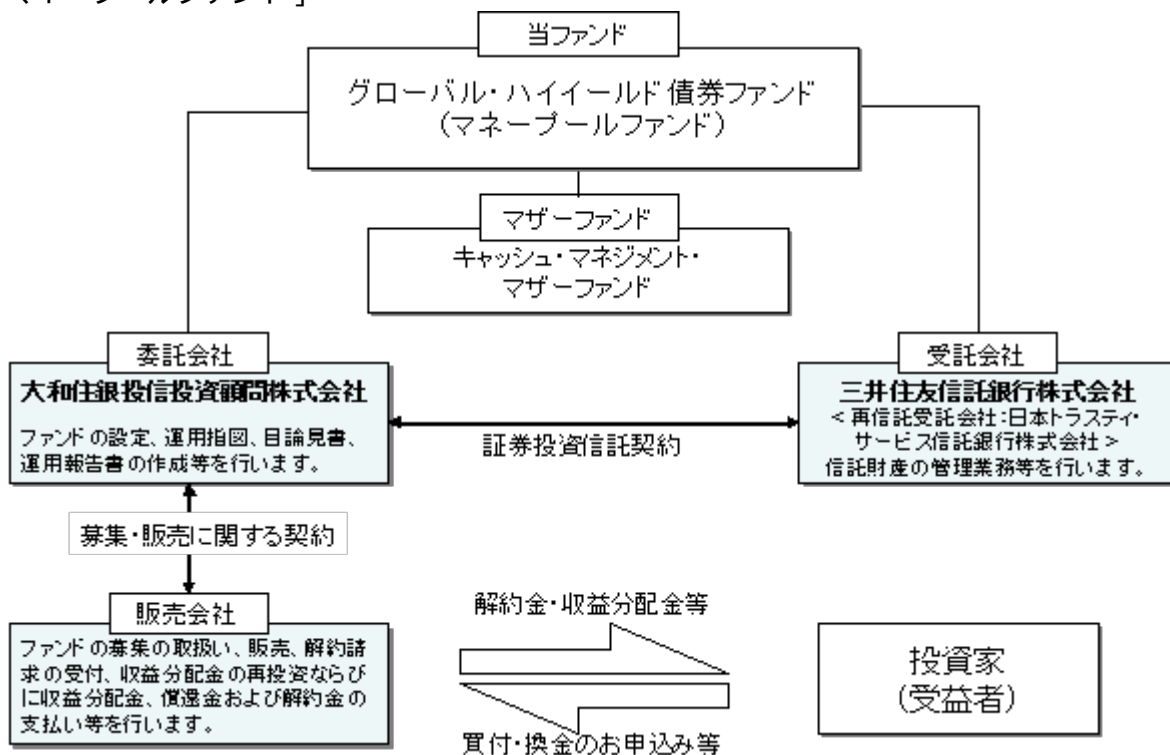 当ファンド
グローバル・ハイイールド債券ファンド
(マネープールファンド)
マザーファンド
キャッシュ・マネジメント・
マザーファンド
委託会社
大和住銀投信投資顧問株式会社
ファンドの設定、運用指図、目論見書、
運用報告書の作成等を行います。
証券投資信託契約
受託会社
三井住友信託銀行株式会社
<再信託受託会社:日本トラスティ・
サービス信託銀行株式会社>
信託財産の管理業務等を行います。
募集・販売に関する契約
販売会社
ファンドの募集の取扱い、販売、解約請
求の受付、収益分配金の再投資ならび
に収益分配金、償還金および解約金の
支払い等を行います。
解約金・収益分配金等
買付・換金のお申込み等
投資家
(受益者)